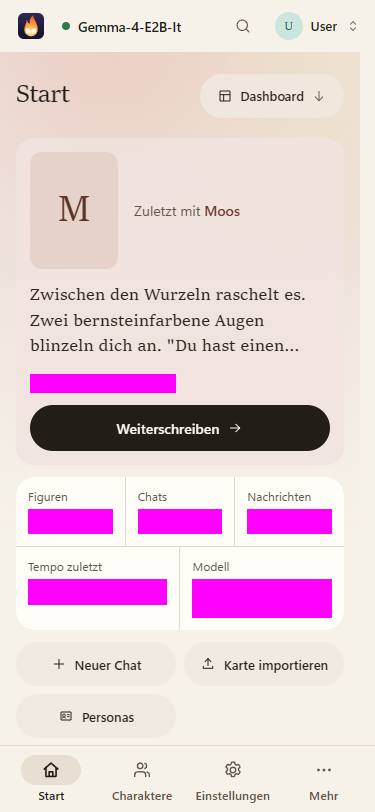 Gemma-4-E2B-It
U
User
Start
Dashboard
M
Zuletzt mit Moos
Zwischen den Wurzeln raschelt es.
Zwei bernsteinfarbene Augen
blinzeln dich an. "Du hast einen…
Weiterschreiben
Figuren
Chats
Nachrichten
Tempo zuletzt
Modell
Neuer Chat
Karte importieren
Personas
Start
Charaktere
Einstellungen
Mehr